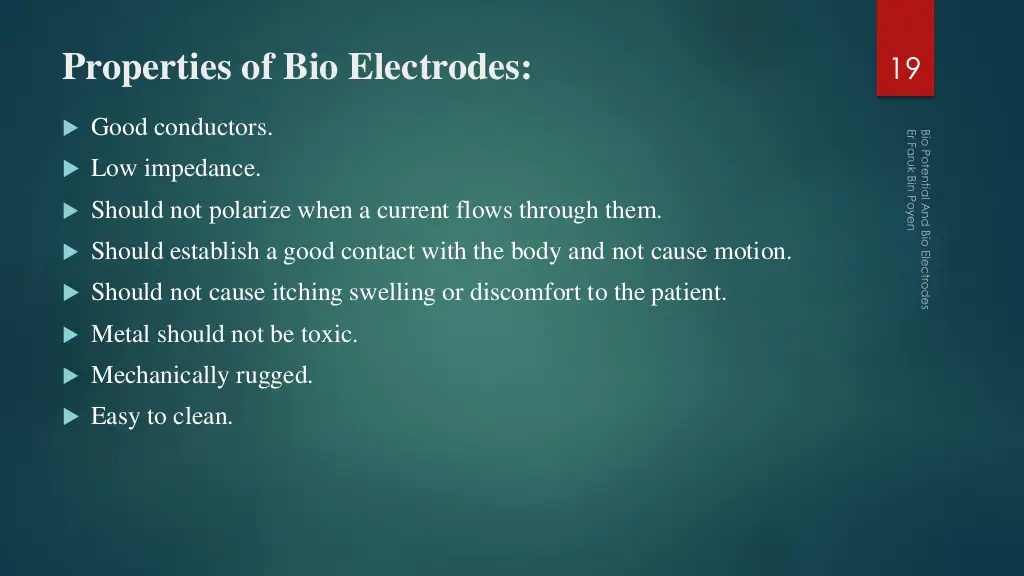 Properties of Bio Electrodes:
19
Good conductors.
Low impedance.
Should not polarize when a current flows through them.
Should establish a good contact with the body and not cause motion.
Should not cause itching swelling or discomfort to the patient.
Metal should not be toxic.
Mechanically rugged.
Easy to clean.
Bio Potential And Bio Electrodes
Er Faruk Bin Poyen